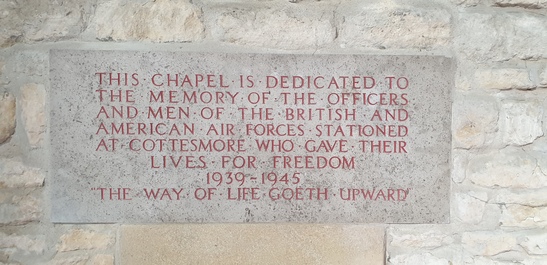 THIS · CHAPEL · IS · DEDICATED · TO
THE · MEMORY · OF · THE · OFFICERS
AND · MEN · OF · THE · BRITISH · AND
AMERICAN · AIR · FORCES · STATIONED
AT · COTTESMORE · WHO · GAVE · THEIR
LIVES · FOR · FREEDOM
1939-1945
"THE · WAY · OF · LIFE · GOETH · UPWARD"